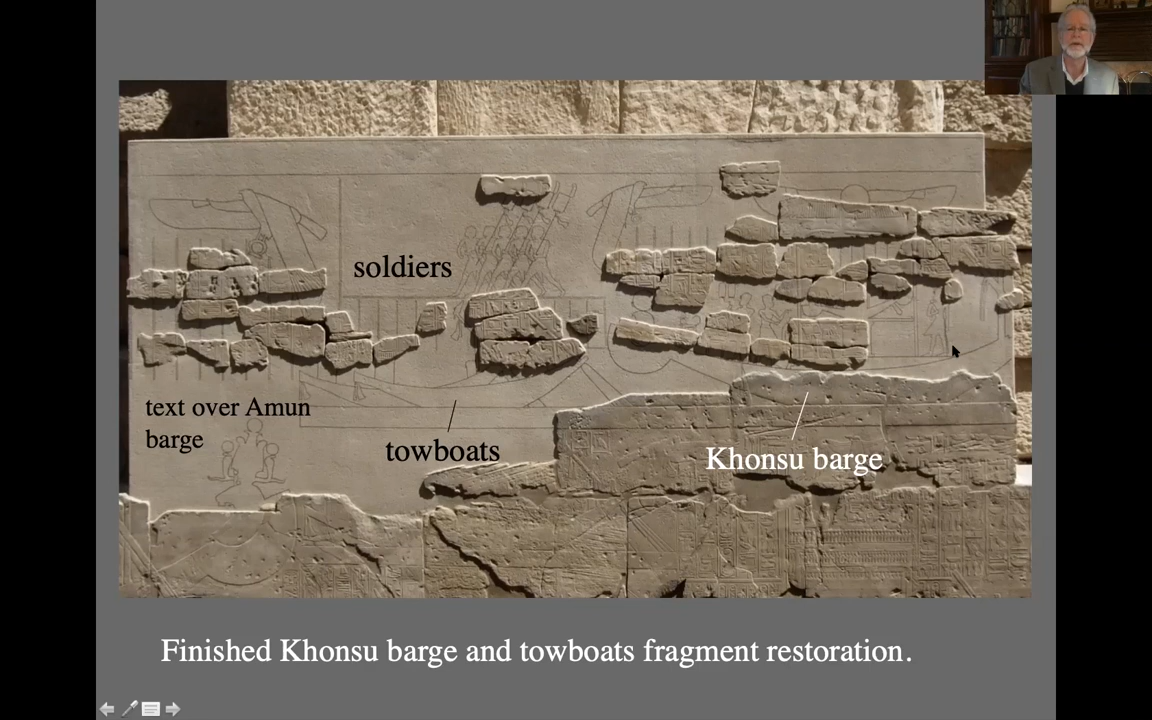 soldiers
text over Amun
barge
towboats
Khonsu barge
Finished Khonsu barge and towboats fragment restoration.